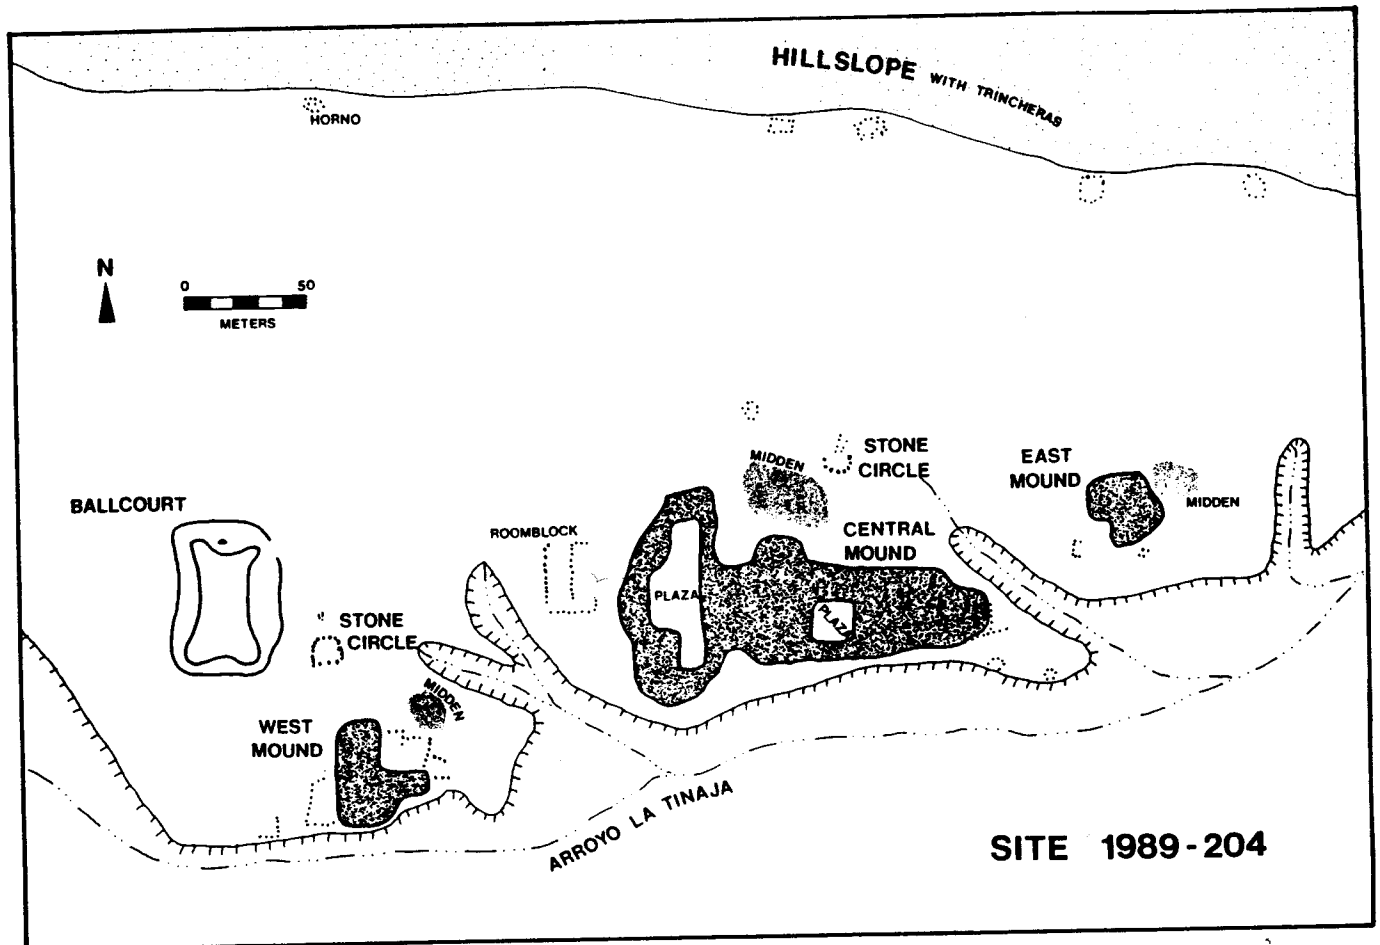 HILLSLOPE WITH TRINCHERAS
HORNO
N
0 50
METERS
STONE
CIRCLE
MIDDEN
EAST
MOUND
MIDDEN
BALLCOURT
ROOMBLOCK
CENTRAL
MOUND
PLAZA
PLAZA
STONE
CIRCLE
MIDDEN
WEST
MOUND
ARROYO LA TINAJA
SITE 1989-204